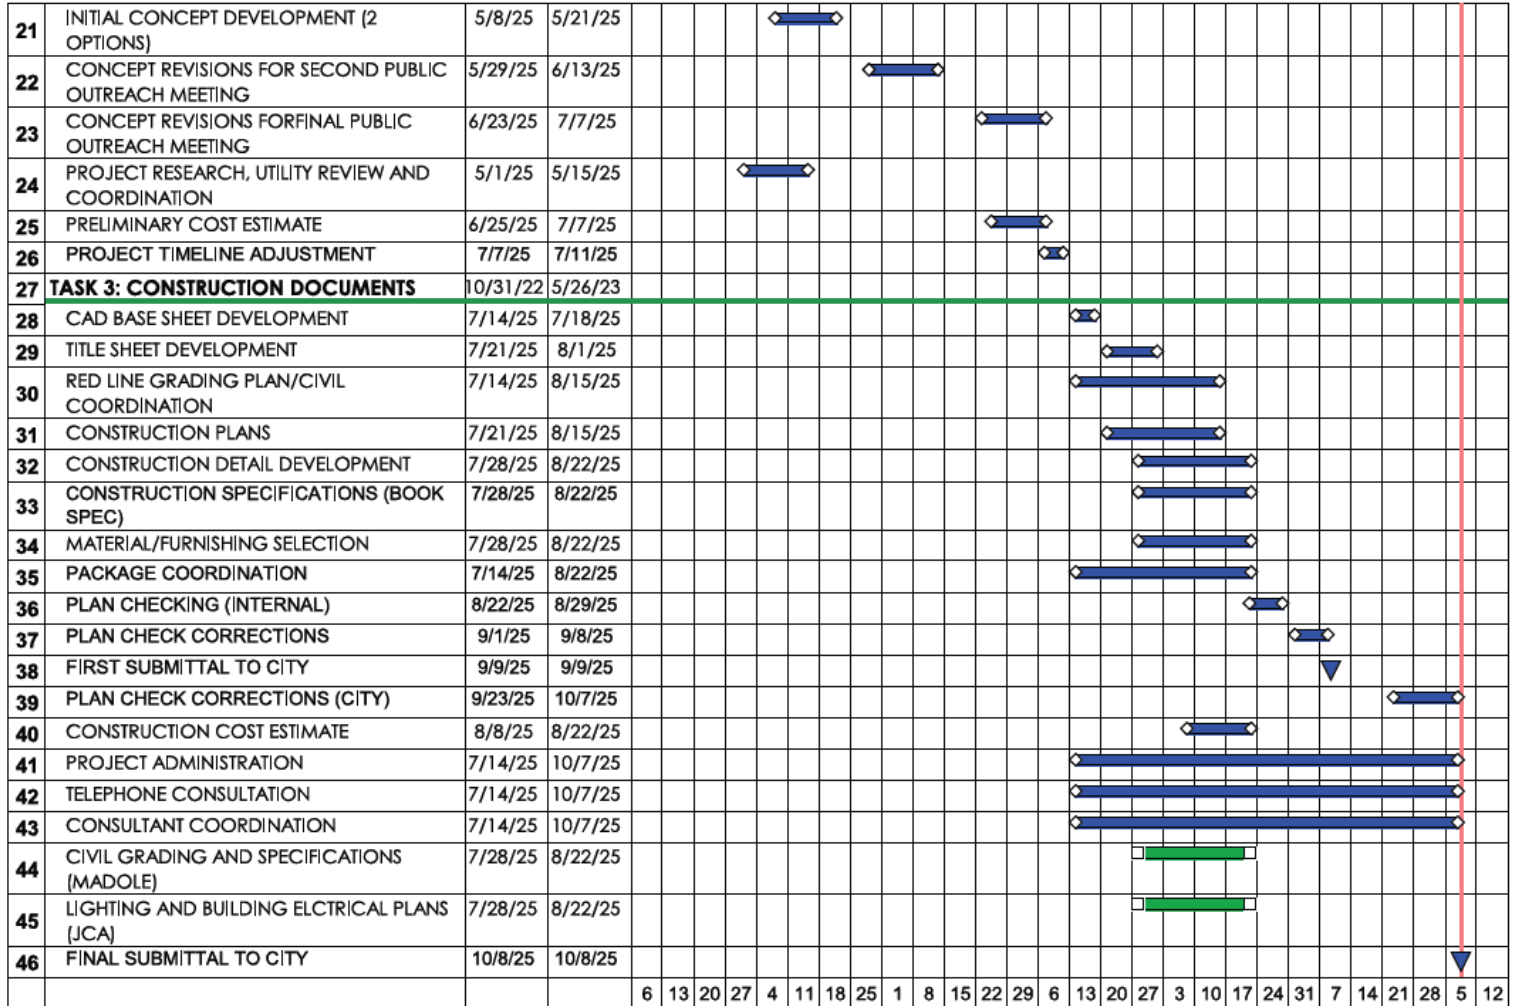 21 INITIAL CONCEPT DEVELOPMENT (2 5/8/25 5/21/25
OPTIONS)
22 CONCEPT REVISIONS FOR SECOND PUBLIC 5/29/25 6/13/25
OUTREACH MEETING
23 CONCEPT REVISIONS FORFINAL PUBLIC 6/23/25 7/7/25
OUTREACH MEETING
24 PROJECT RESEARCH, UTILITY REVIEW AND 5/1/25 5/15/25
COORDINATION
25 PRELIMINARY COST ESTIMATE 6/25/25 7/7/25
26 PROJECT TIMELINE ADJUSTMENT 7/7/25 7/11/25
27 TASK 3: CONSTRUCTION DOCUMENTS 10/31/22 5/26/23
28 CAD BASE SHEET DEVELOPMENT 7/14/25 7/18/25
29 TITLE SHEET DEVELOPMENT 7/21/25 8/1/25
30 RED LINE GRADING PLAN/CIVIL 7/14/25 8/15/25
COORDINATION
31 CONSTRUCTION PLANS 7/21/25 8/15/25
32 CONSTRUCTION DETAIL DEVELOPMENT 7/28/25 8/22/25
33 CONSTRUCTION SPECIFICATIONS (BOOK 7/28/25 8/22/25
SPEC)
34 MATERIAL/FURNISHING SELECTION 7/28/25 8/22/25
35 PACKAGE COORDINATION 7/14/25 8/22/25
36 PLAN CHECKING (INTERNAL) 8/22/25 8/29/25
37 PLAN CHECK CORRECTIONS 9/1/25 9/8/25
38 FIRST SUBMITTAL TO CITY 9/9/25 9/9/25
39 PLAN CHECK CORRECTIONS (CITY) 9/23/25 10/7/25
40 CONSTRUCTION COST ESTIMATE 8/8/25 8/22/25
41 PROJECT ADMINISTRATION 7/14/25 10/7/25
42 TELEPHONE CONSULTATION 7/14/25 10/7/25
43 CONSULTANT COORDINATION 7/14/25 10/7/25
44 CIVIL GRADING AND SPECIFICATIONS 7/28/25 8/22/25
(MADOLE)
45 LIGHTING AND BUILDING ELCTRICAL PLANS 7/28/25 8/22/25
(JCA)
46 FINAL SUBMITTAL TO CITY 10/8/25 10/8/25
6 13 20 27 4 11 18 25 1 8 15 22 29 6 13 20 27 3 10 17 24 31 7 14 21 28 5 12